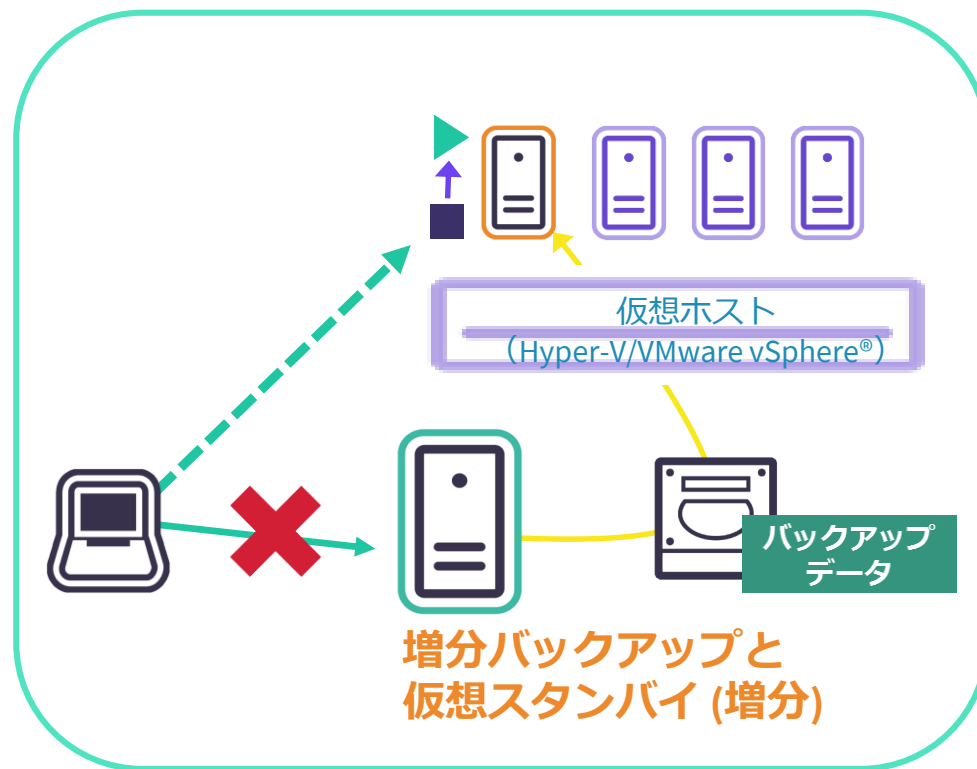 仮想ホスト
（Hyper-V/VMware vSphere®）
バックアップ
データ
増分バックアップと
仮想スタンバイ (増分)